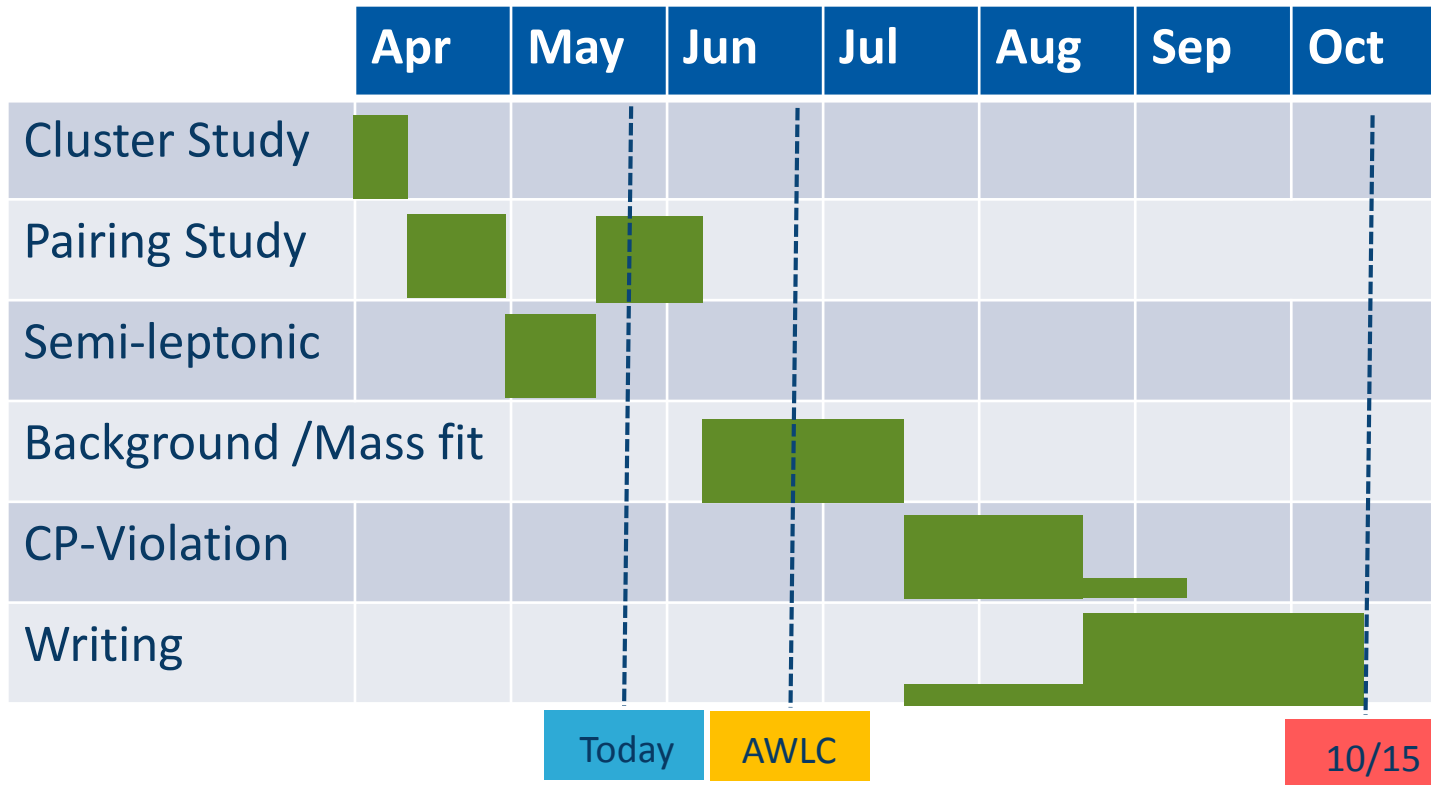 Apr May Jun Jul Aug Sep Oct
Cluster Study
Pairing Study
Semi-leptonic
Background /Mass fit
CP-Violation
Writing
Today AWLC 10/15